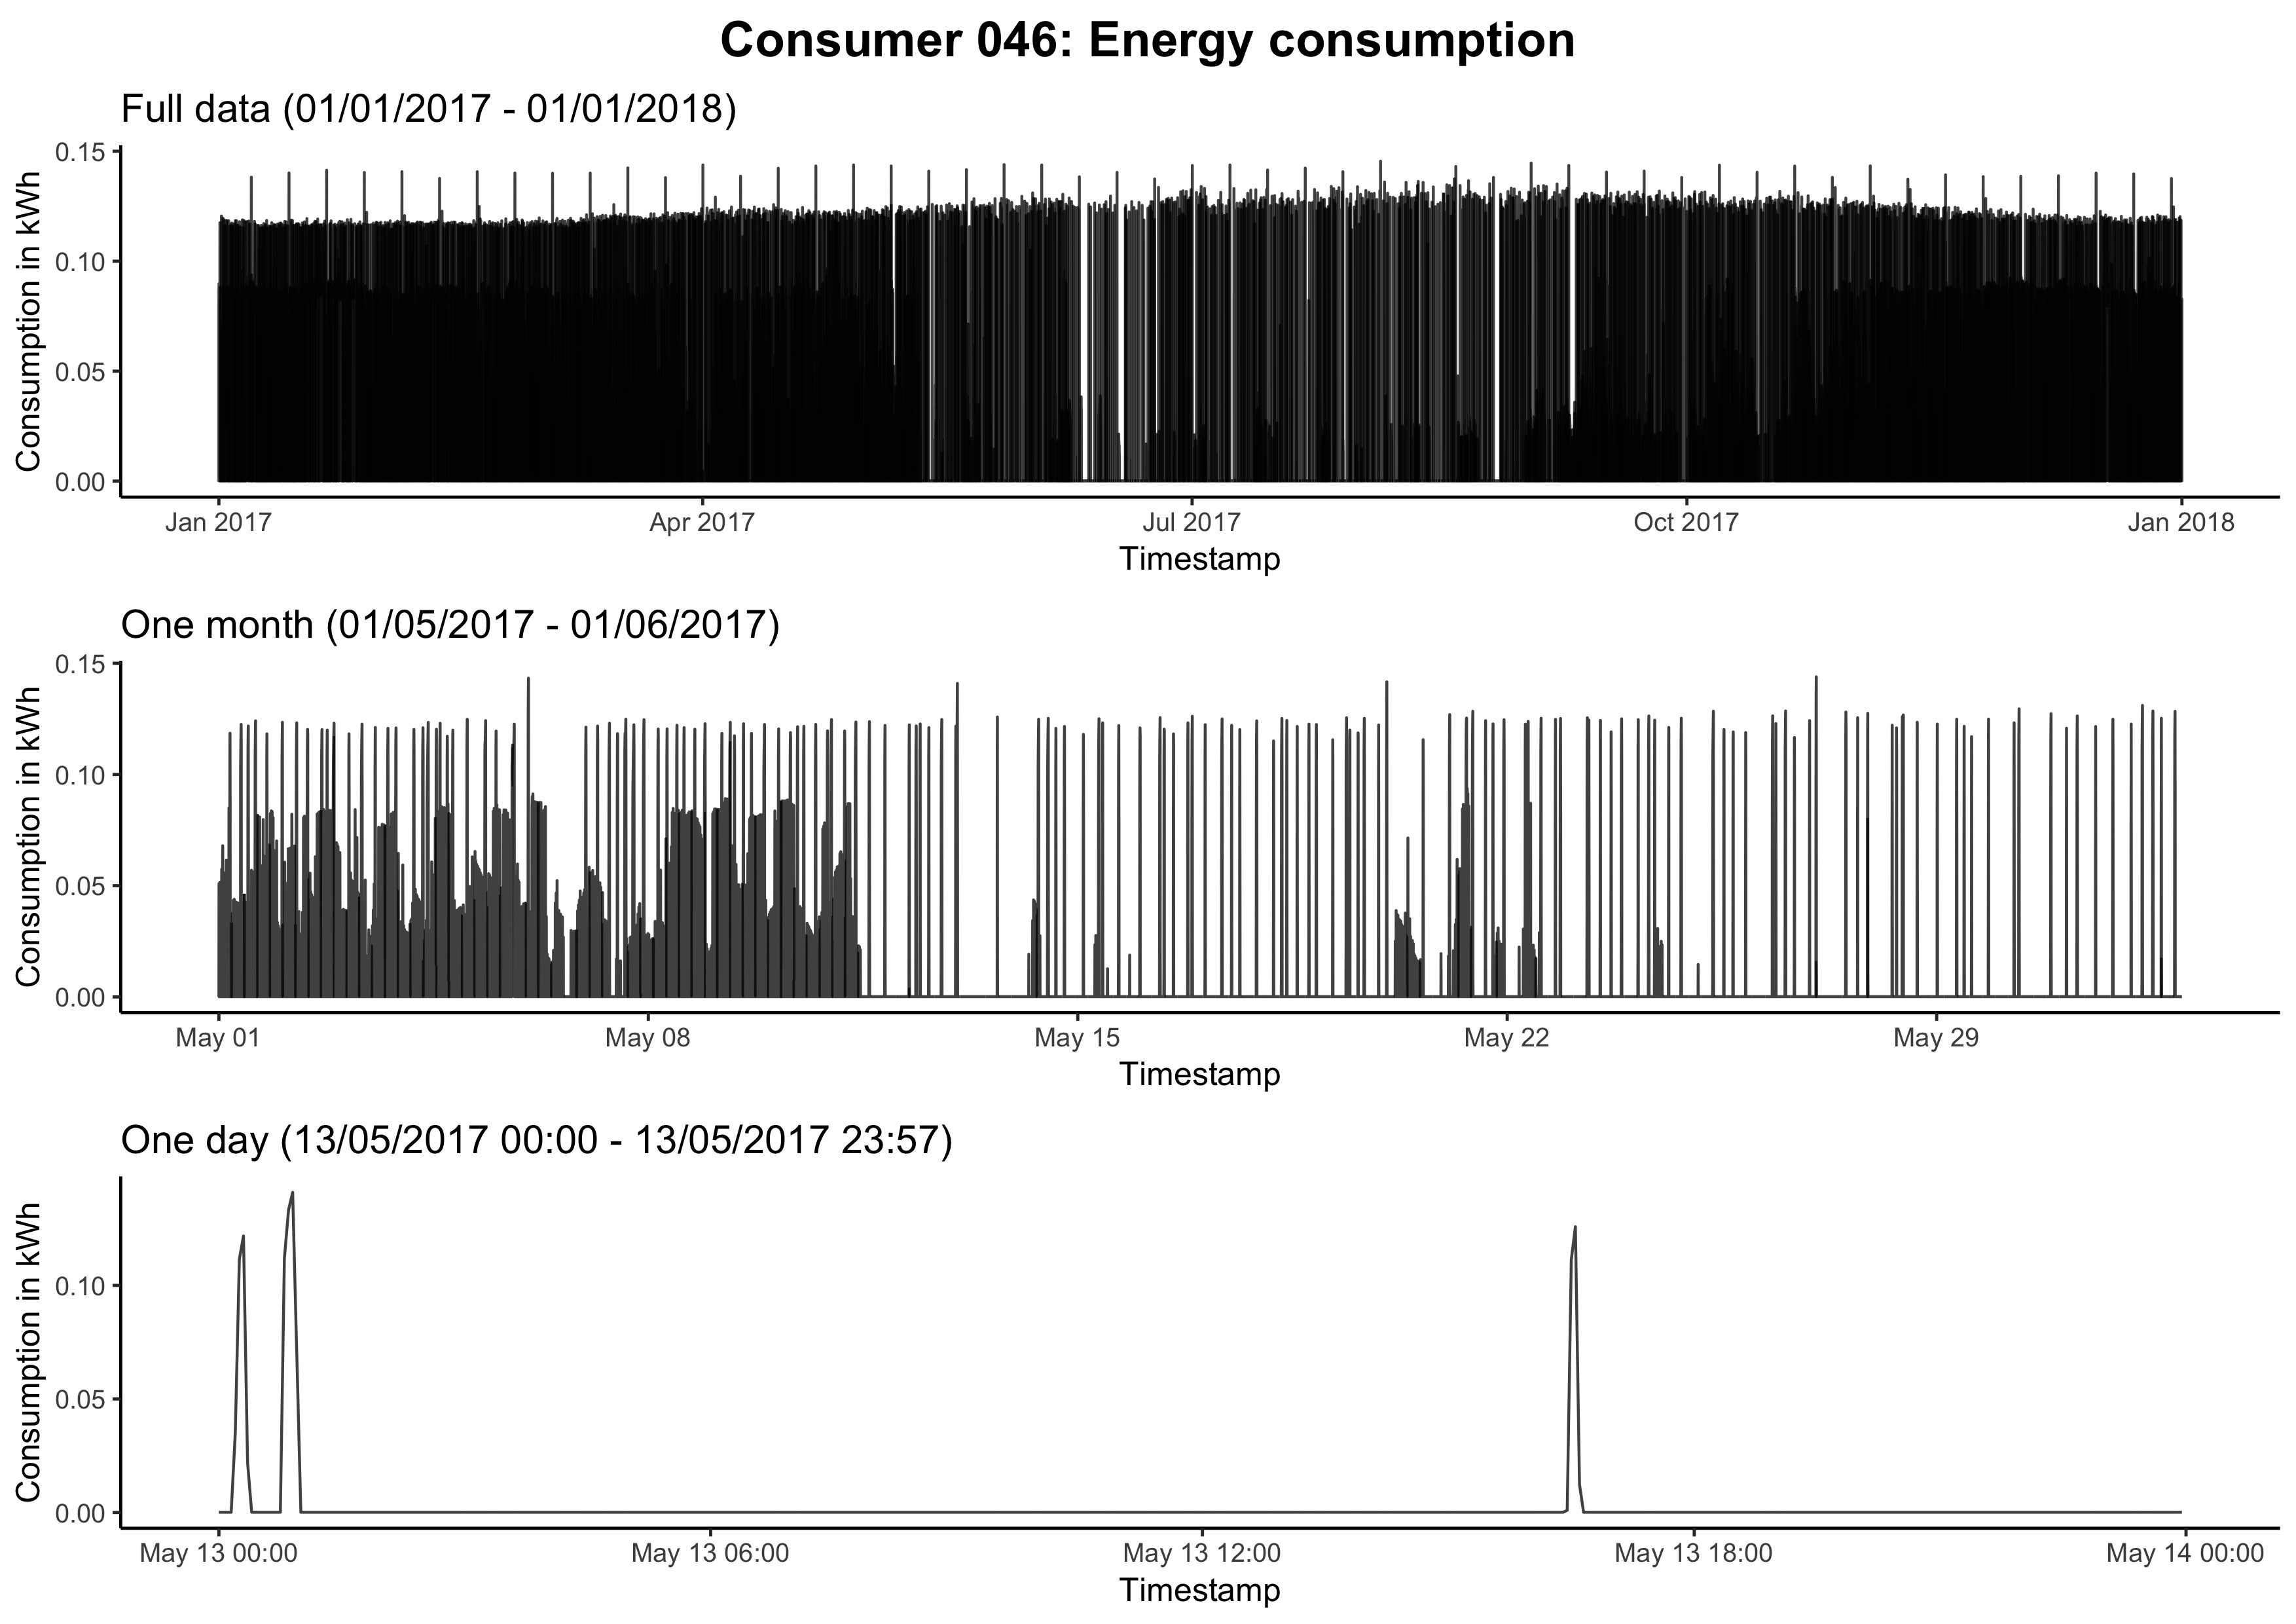 Consumer 046: Energy consumption
Full data (01/01/2017 - 01/01/2018)
Consumption in kWh
0.15
0.10
0.05
0.00
Jan 2017 Apr 2017 Jul 2017 Oct 2017 Jan 2018
Timestamp
One month (01/05/2017 - 01/06/2017)
Consumption in kWh
0.15
0.10
0.05
0.00
May 01 May 08 May 15 May 22 May 29
Timestamp
One day (13/05/2017 00:00 - 13/05/2017 23:57)
Consumption in kWh
0.10
0.05
0.00
May 13 00:00 May 13 06:00 May 13 12:00 May 13 18:00 May 14 00:00
Timestamp